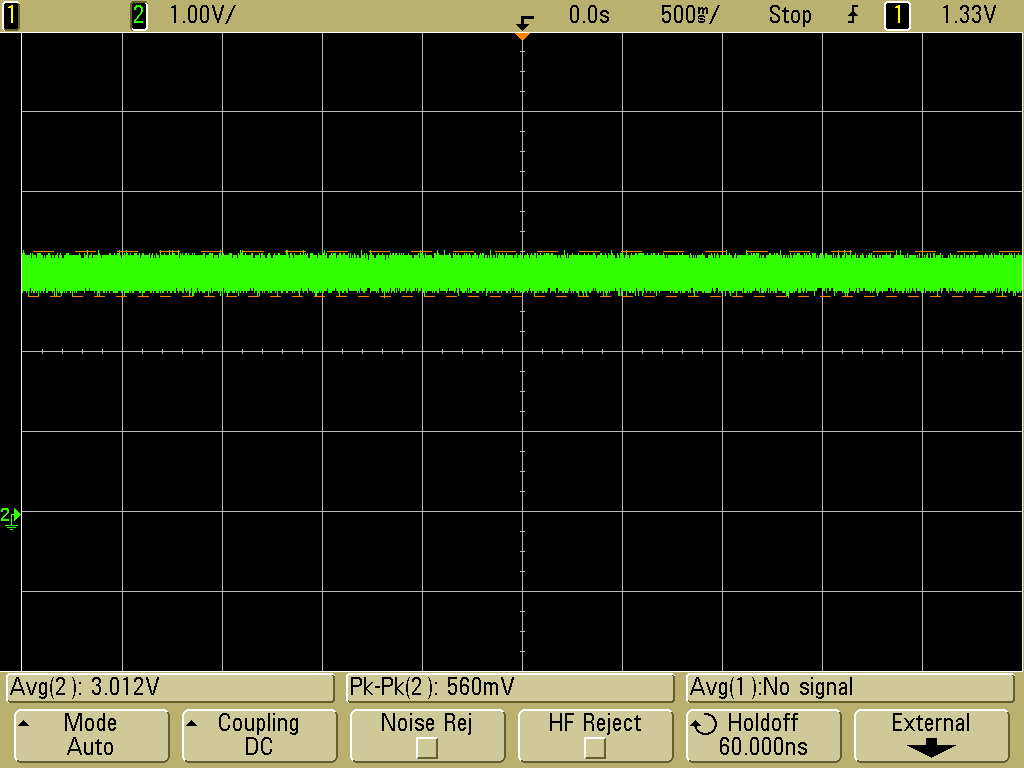 1 2 1.00V/ 0.0s 500ms/ Stop 1 1.33V
2
Avg(2): 3.012V Pk-Pk(2): 560mV Avg(1):No signal
Mode Coupling Noise Rej HF Reject Holdoff External
Auto DC 60.000ns